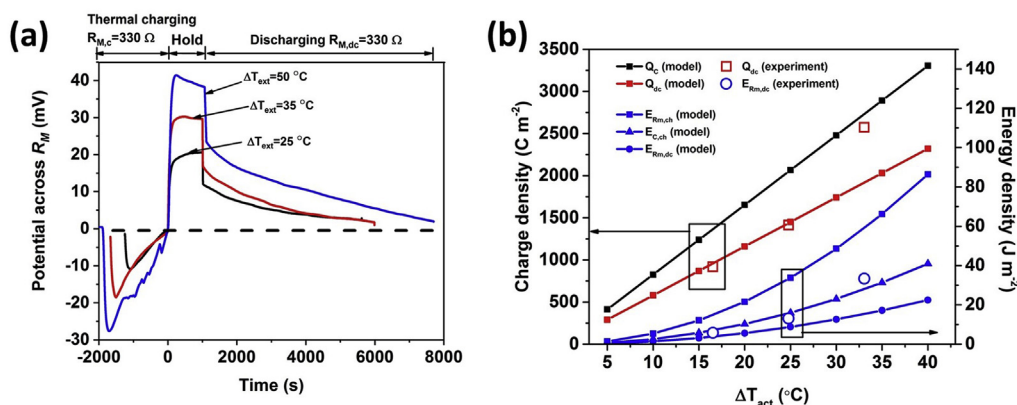 (a)
Thermal charging
R_M,c=330 Ω
Hold
Discharging R_M,dc=330 Ω
ΔT_ext=50 °C
ΔT_ext=35 °C
ΔT_ext=25 °C
Potential across R_M (mV)
40
30
20
10
0
-10
-20
-30
-2000 0 2000 4000 6000 8000
Time (s)
(b)
Q_C (model)
Q_dc (model)
Q_dc (experiment)
E_Rm,dc (experiment)
E_Rm,ch (model)
E_C,ch (model)
E_Rm,dc (model)
Charge density (C m⁻²)
3500
3000
2500
2000
1750
1500
500
0
Energy density (J m⁻²)
140
120
100
80
60
40
20
0
5 10 15 20 25 30 35 40
ΔT_act (°C)